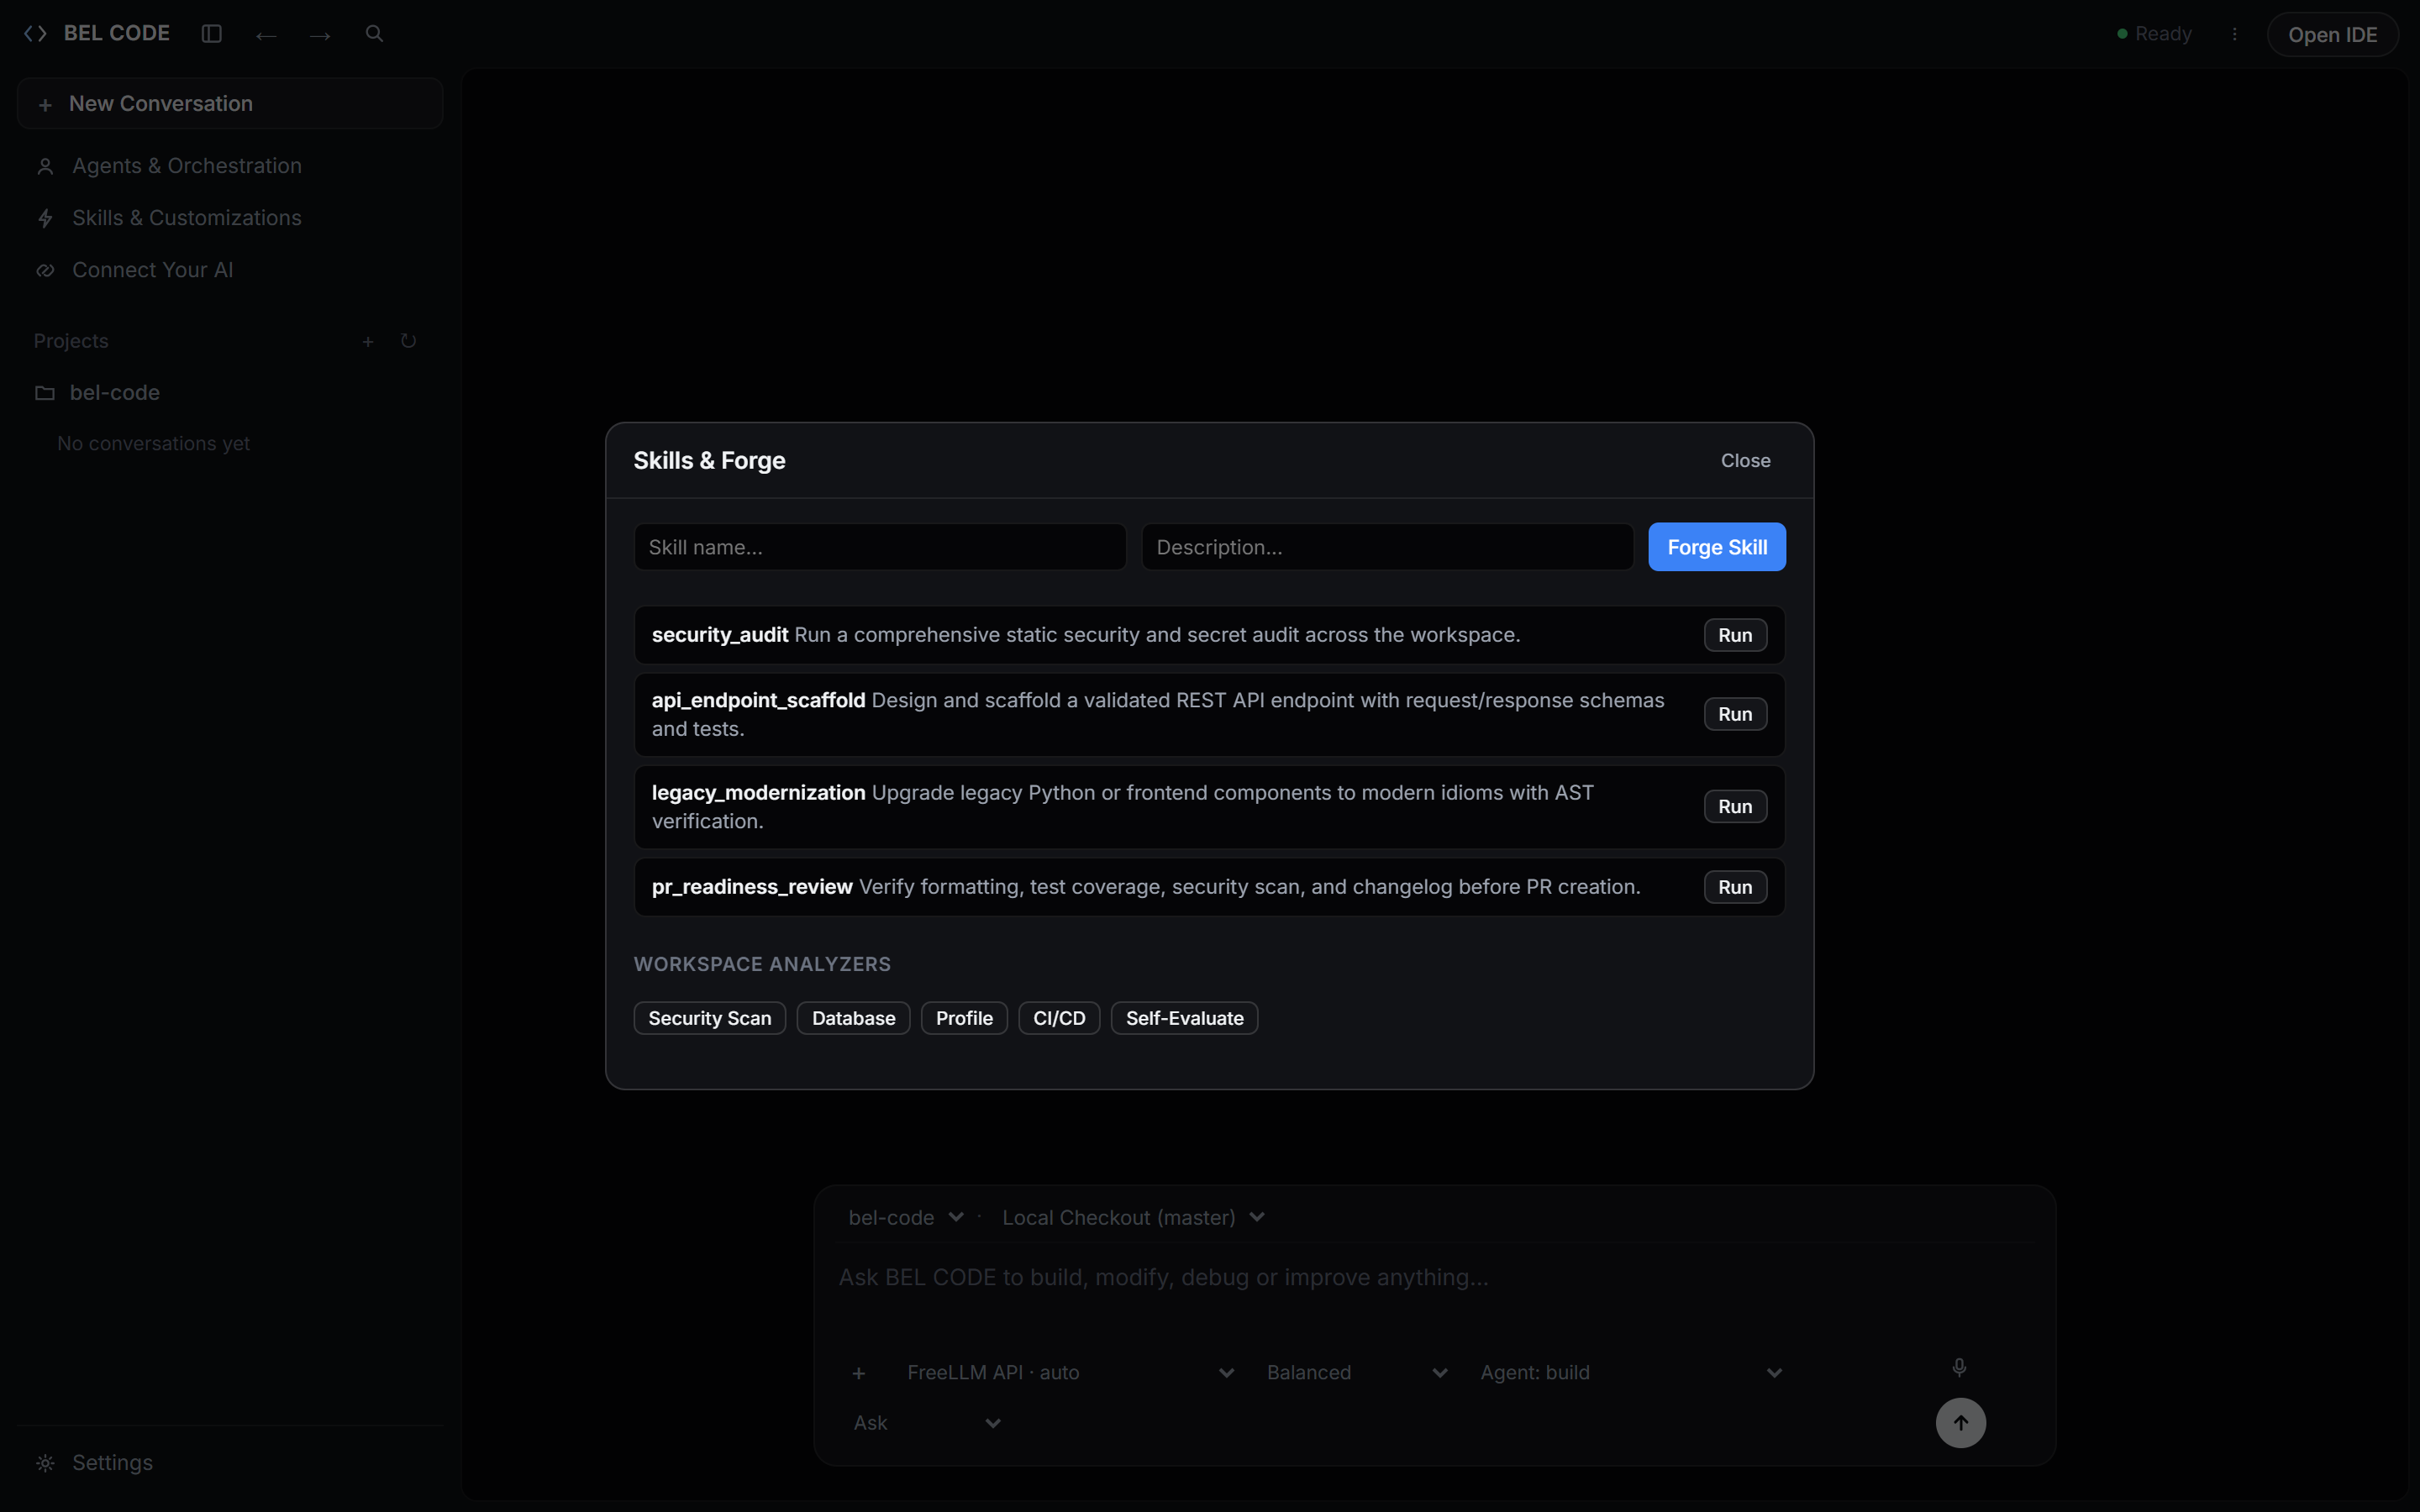 BEL CODE
Ready
Open IDE
+ New Conversation
Agents & Orchestration
Skills & Customizations
Connect Your AI
Projects
bel-code
No conversations yet
Skills & Forge
Close
Skill name...
Description...
Forge Skill
security_audit Run a comprehensive static security and secret audit across the workspace.
Run
api_endpoint_scaffold Design and scaffold a validated REST API endpoint with request/response schemas
and tests.
Run
legacy_modernization Upgrade legacy Python or frontend components to modern idioms with AST
verification.
Run
pr_readiness_review Verify formatting, test coverage, security scan, and changelog before PR creation.
Run
WORKSPACE ANALYZERS
Security Scan Database Profile CI/CD Self-Evaluate
bel-code · Local Checkout (master)
Ask BEL CODE to build, modify, debug or improve anything...
+ FreeLLM API · auto Balanced Agent: build
Ask
Settings